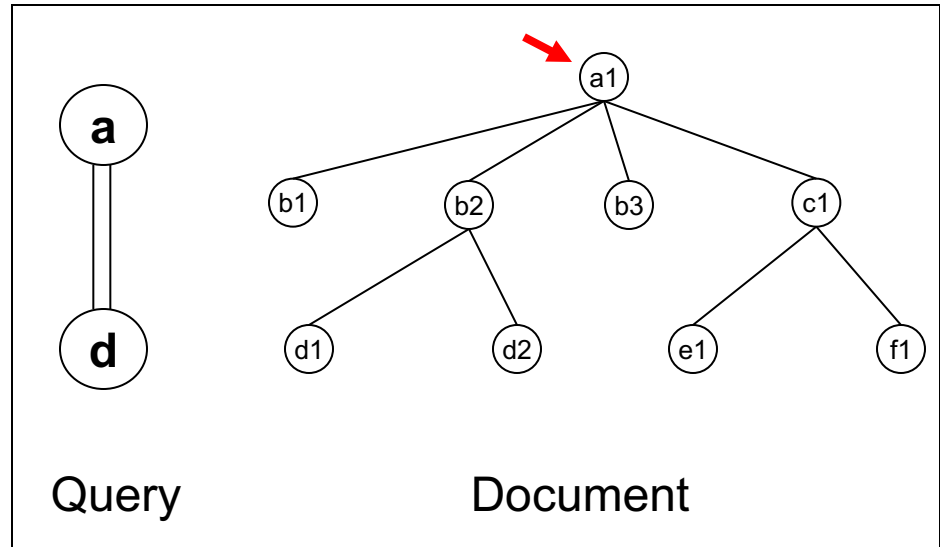 a
d
Query
a1
b1 b2 b3 c1
d1 d2 e1 f1
Document